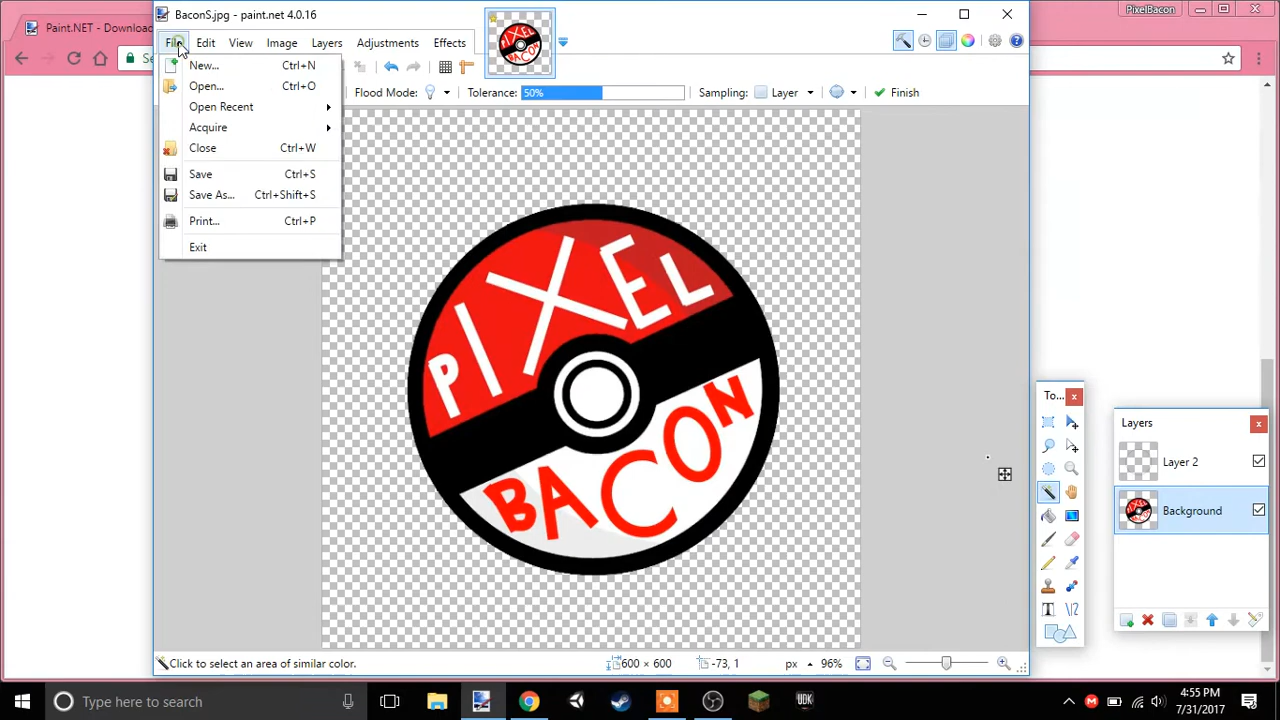 Paint.NET - Download
BaconS.jpg - paint.net 4.0.16
PixelBacon
File Edit View Image Layers Adjustments Effects
New... Ctrl+N
Open... Ctrl+O
Open Recent
Acquire
Close Ctrl+W
Save Ctrl+S
Save As... Ctrl+Shift+S
Print... Ctrl+P
Exit
Flood Mode: Tolerance: 50% Sampling: Layer Finish
PIXEL
BACON
To...
Layers
Layer 2
Background
Click to select an area of similar color.
600 × 600
-73, 1
px
96%
Type here to search
UDK
4:55 PM
7/31/2017